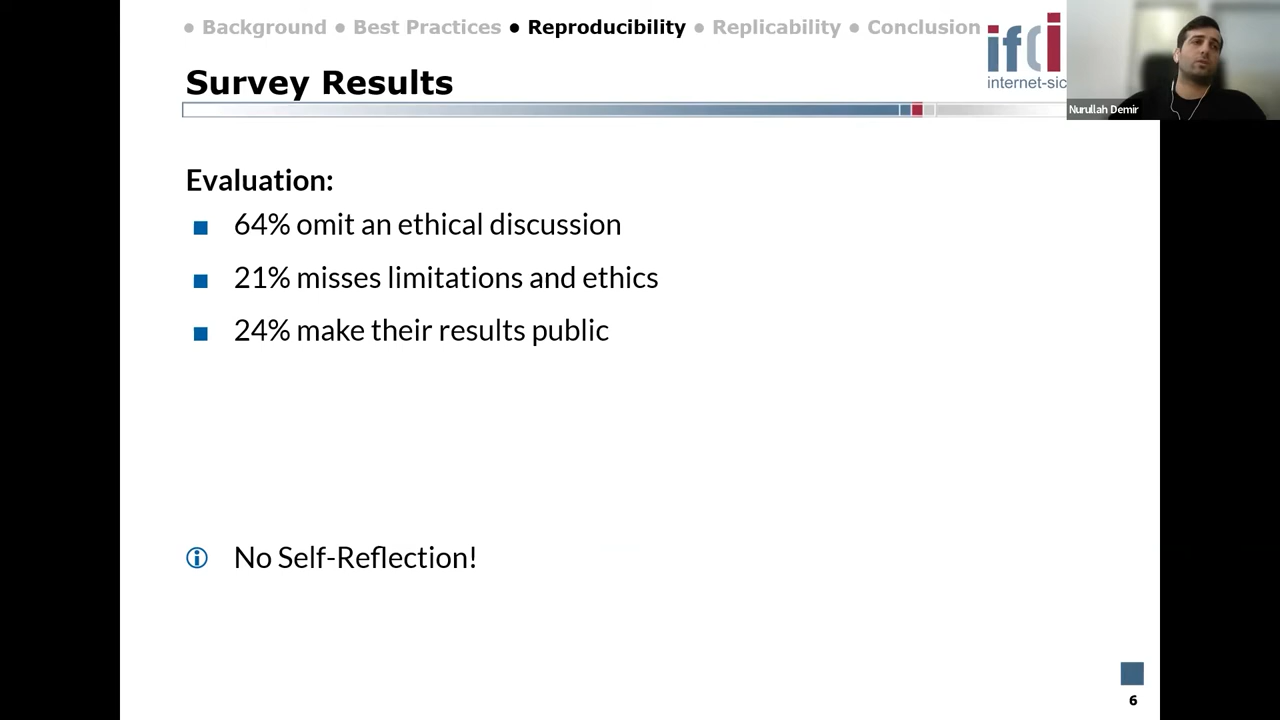 ● Background ● Best Practices ● Reproducibility ● Replicability ● Conclusion
if(i
internet-sic
Nurullah Demir
Survey Results
Evaluation:
64% omit an ethical discussion
21% misses limitations and ethics
24% make their results public
No Self-Reflection!
6